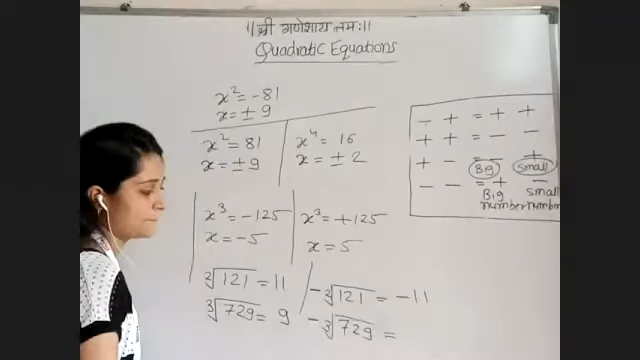 ||श्री गणेशाय नमः||
Quadratic Equations
x² = -81
x = ± 9
x² = 81
x = ± 9
x⁴ = 16
x = ± 2
x³ = -125
x = -5
x³ = +125
x = 5
²√121 = 11
³√729 = 9
-²√121 = -11
-³√729 =
- + = + +
+ + = - -
+ - = - +
Big small
- - = + -
Big small
number number